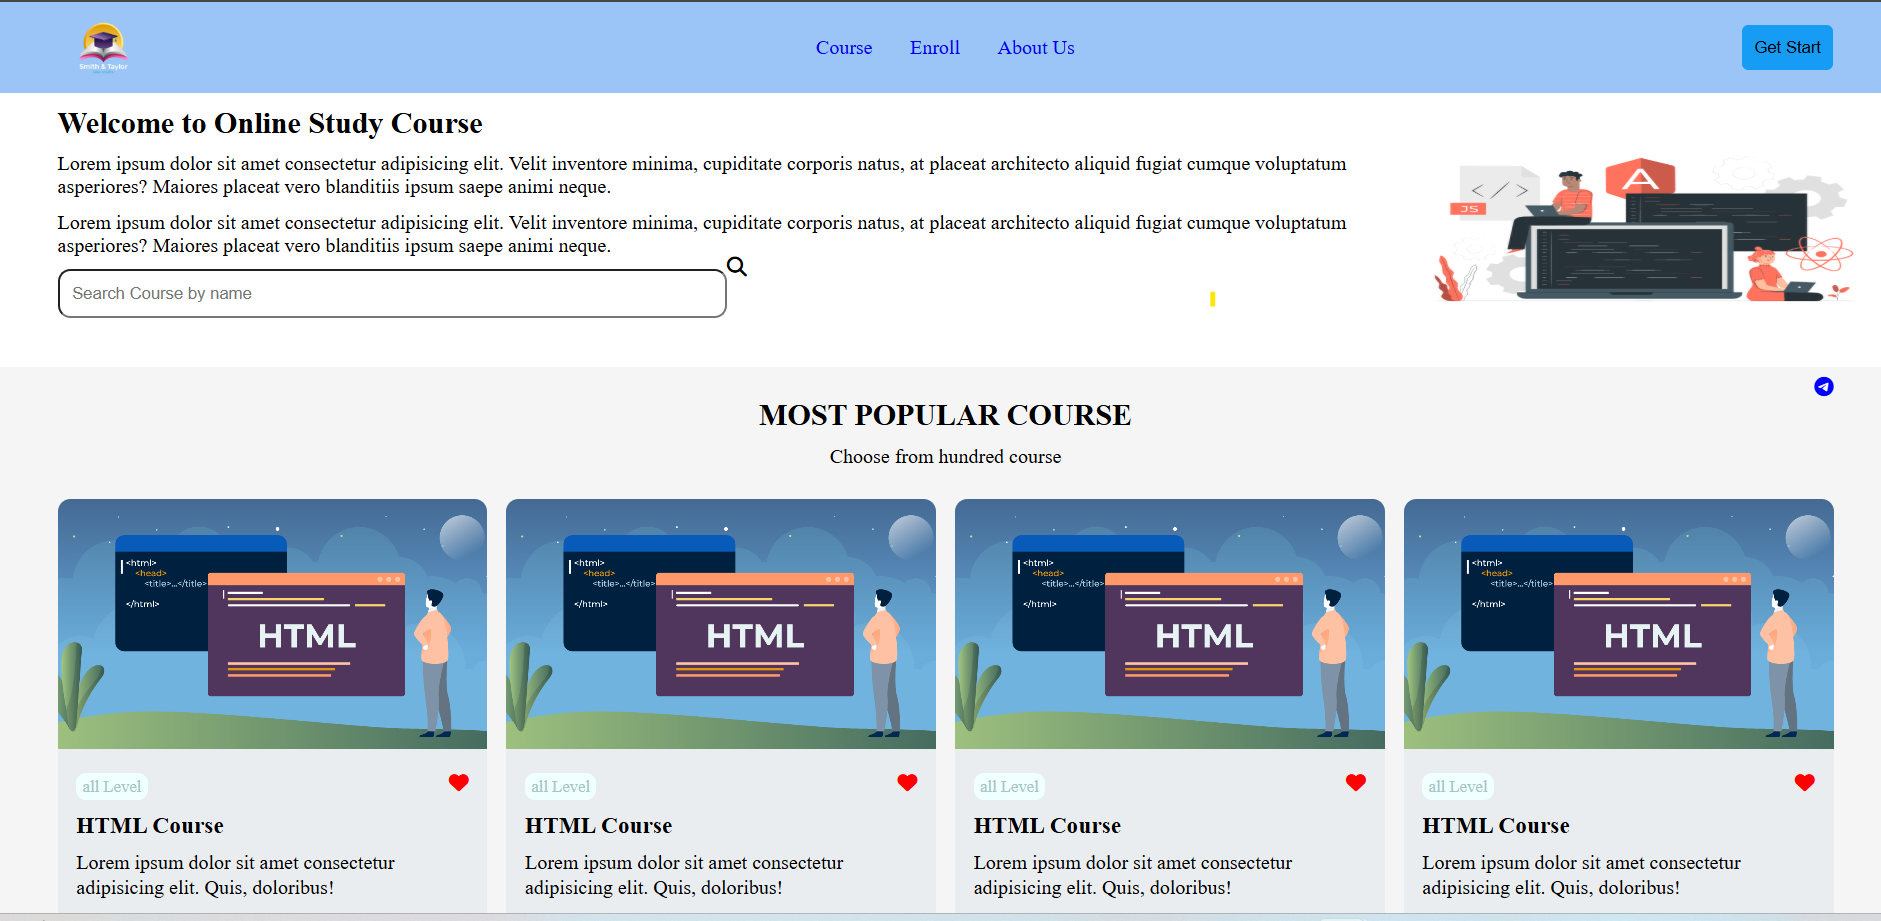 Smith & Taylor
Course Enroll About Us
Get Start
Welcome to Online Study Course
Lorem ipsum dolor sit amet consectetur adipisicing elit. Velit inventore minima, cupiditate corporis natus, at placeat architecto aliquid fugiat cumque voluptatum
asperiores? Maiores placeat vero blanditiis ipsum saepe animi neque.
Lorem ipsum dolor sit amet consectetur adipisicing elit. Velit inventore minima, cupiditate corporis natus, at placeat architecto aliquid fugiat cumque voluptatum
asperiores? Maiores placeat vero blanditiis ipsum saepe animi neque.
Search Course by name
</>
JS
A
MOST POPULAR COURSE
Choose from hundred course
<html>
<head>
<title>...</title>
</html>
HTML
all Level
HTML Course
Lorem ipsum dolor sit amet consectetur
adipisicing elit. Quis, doloribus!
<html>
<head>
<title>...</title>
</html>
HTML
all Level
HTML Course
Lorem ipsum dolor sit amet consectetur
adipisicing elit. Quis, doloribus!
<html>
<head>
<title>...</title>
</html>
HTML
all Level
HTML Course
Lorem ipsum dolor sit amet consectetur
adipisicing elit. Quis, doloribus!
<html>
<head>
<title>...</title>
</html>
HTML
all Level
HTML Course
Lorem ipsum dolor sit amet consectetur
adipisicing elit. Quis, doloribus!